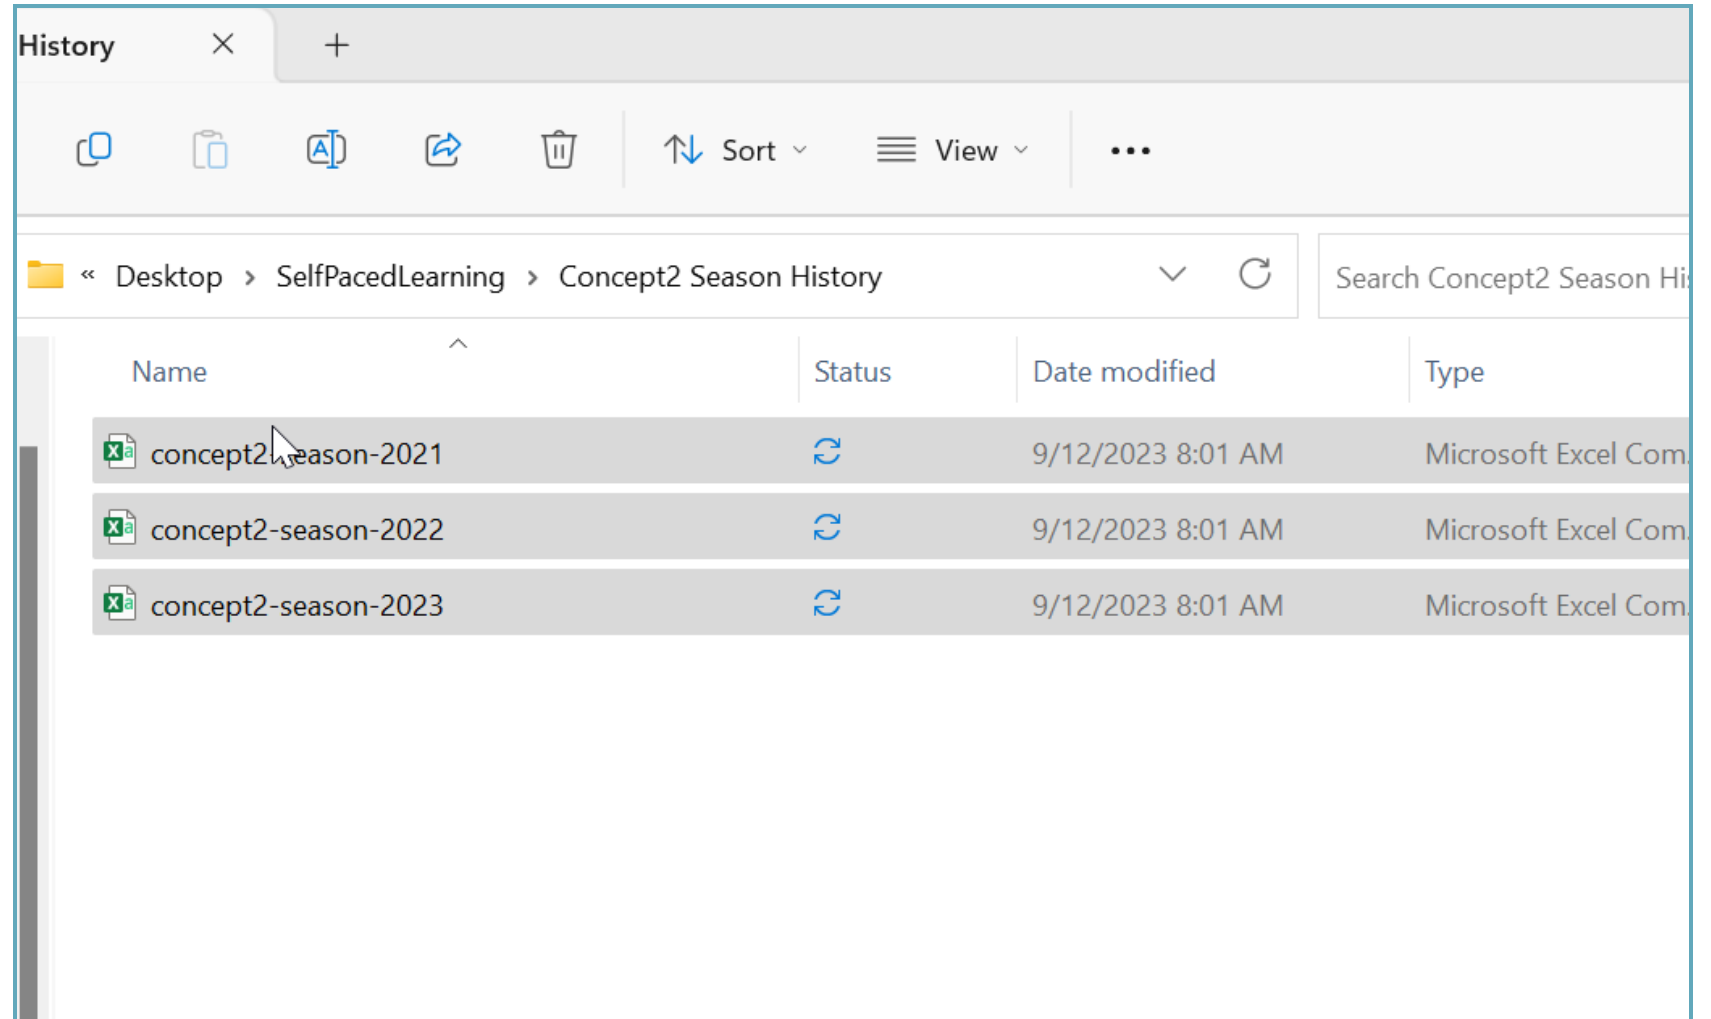 History
Sort View
« Desktop > SelfPacedLearning > Concept2 Season History Search Concept2 Season His
Name Status Date modified Type
concept2-season-2021 9/12/2023 8:01 AM Microsoft Excel Com.
concept2-season-2022 9/12/2023 8:01 AM Microsoft Excel Com.
concept2-season-2023 9/12/2023 8:01 AM Microsoft Excel Com.